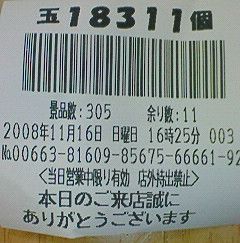 玉18311個
景品数:305 余り数:11
2008年11月16日 日曜日 16時25分 003
No00663-81609-85675-66661-92
<当日営業中限り有効 店外持出禁止>
本日のご来店誠に
ありがとうございます